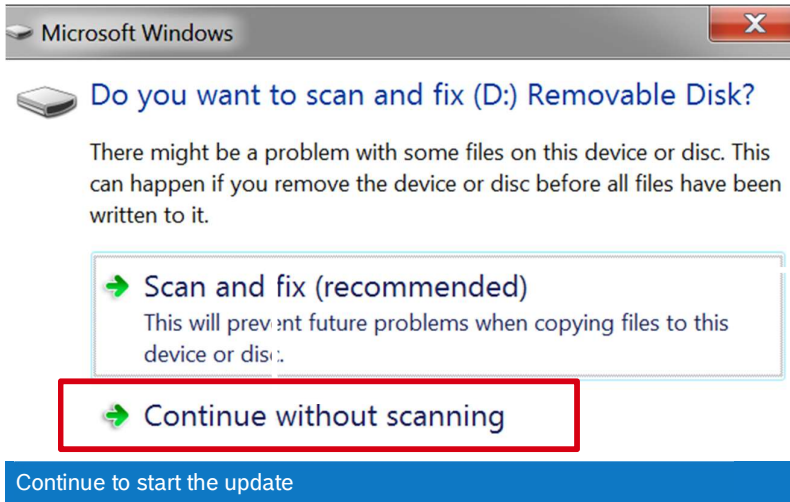 Microsoft Windows
Do you want to scan and fix (D:) Removable Disk?
There might be a problem with some files on this device or disc. This
can happen if you remove the device or disc before all files have been
written to it.
Scan and fix (recommended)
This will prevent future problems when copying files to this
device or disc.
Continue without scanning
Continue to start the update